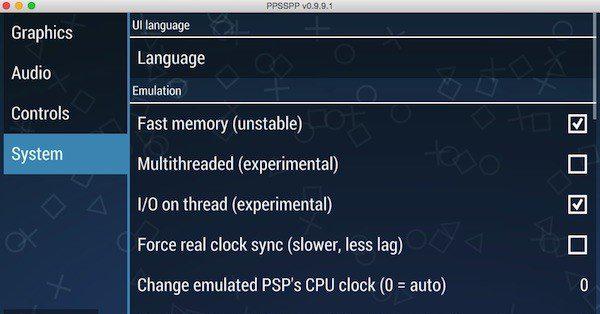 PPSSPP v0.9.9.1
Graphics
Audio
Controls
System
UI language
Language
Emulation
Fast memory (unstable)
Multithreaded (experimental)
I/O on thread (experimental)
Force real clock sync (slower, less lag)
Change emulated PSP's CPU clock (0 = auto) 0